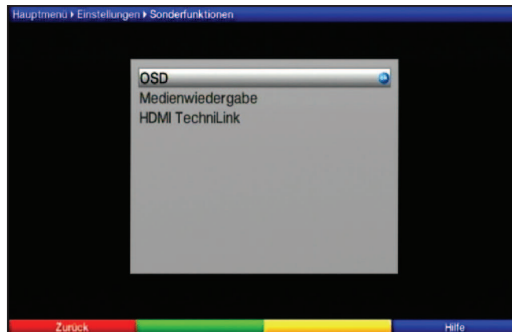 Hauptmenü Einstellungen Sonderfunktionen
OSD
Medienwiedergabe
HDMI TechniLink
Zurück Hilfe